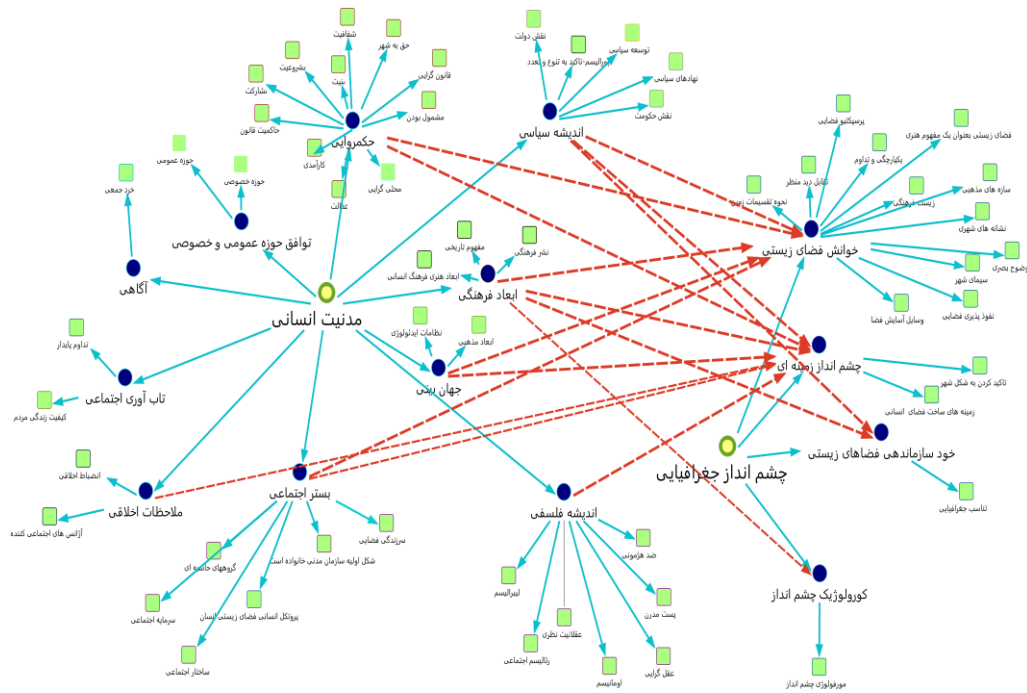 شفافیت
نقش دولت
توسعه سیاسی
حق به شهر
پلورالیسم-تاکید به تنوع و تعدد
مشروعیت
قانون گرایی
نهادهای سیاسی
مشارکت
نقش حکومت
مشمول بودن
حاکمیت قانون
حکمروایی
اندیشه سیاسی
پرسپکتیو فضایی
فضای زیستی بعنوان یک مفهوم هنری
حوزه عمومی
کارآمدی
یکپارچگی و تداوم
خرد جمعی
حوزه خصوصی
محلی گرایی
تقابل دید منظر
سازه های مذهبی
عدالت
نحوه تقسیمات زمین
زیست فرهنگی
نشانه های شهری
توافق حوزه عمومی و خصوصی
مفهوم تاریخی
نشر فرهنگی
خوانش فضای زیستی
وضوح بصری
آگاهی
ابعاد هنری فرهنگ انسانی
سیمای شهر
ابعاد فرهنگی
نفوذ پذیری فضایی
مدنیت انسانی
وسایل آسایش فضا
نظامات ایدئولوژی
ابعاد مذهبی
تداوم پایدار
چشم انداز زمینه ای
تاکید کردن به شکل شهر
جهان بینی
تاب آوری اجتماعی
کیفیت زندگی مردم
زمینه های ساخت فضای انسانی
خود سازماندهی فضاهای زیستی
چشم انداز جغرافیایی
انضباط اخلاقی
بستر اجتماعی
تناسب جغرافیایی
ملاحظات اخلاقی
اندیشه فلسفی
آژانس های اجتماعی کننده
سرزندگی فضایی
ضد هژمونی
شکل اولیه سازمان مدنی خانواده است
گروههای حاشیه ای
لیبرالیسم
کورولوژیک چشم انداز
سرمایه اجتماعی
پروتکل انسانی فضای زیستی انسان
پست مدرن
عقلانیت نظری
رئالیسم اجتماعی
ساختار اجتماعی
اومانیسم
عقل گرایی
مورفولوژی چشم انداز